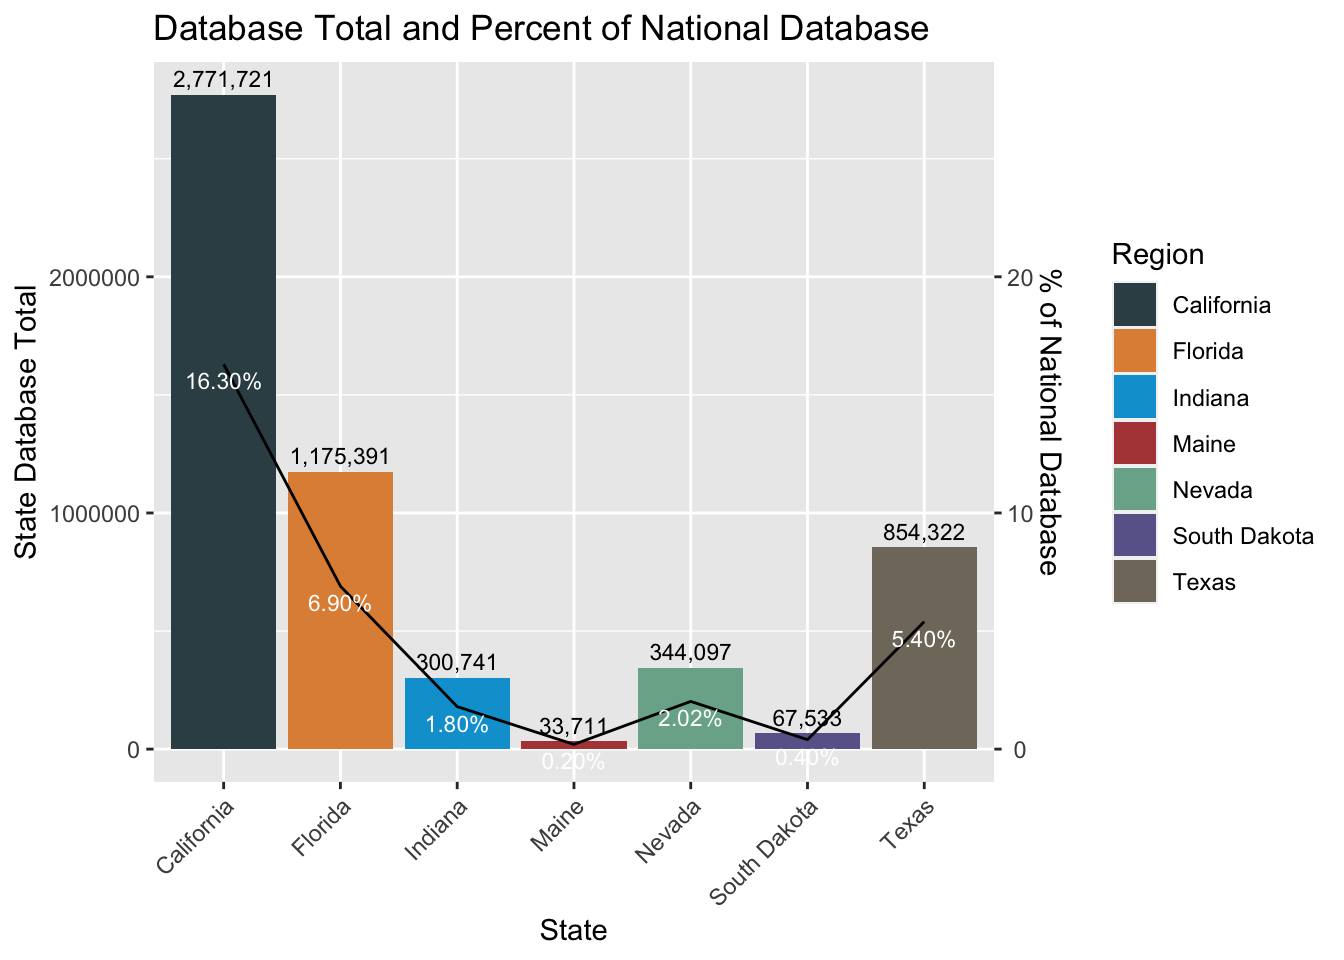 Database Total and Percent of National Database
State Database Total
2000000
1000000
0
2,771,721
1,175,391
300,741
33,711
344,097
67,533
854,322
16.30%
6.90%
1.80%
0.20%
2.02%
0.40%
5.40%
20
10
0
% of National Database
California
Florida
Indiana
Maine
Nevada
South Dakota
Texas
State
Region
California
Florida
Indiana
Maine
Nevada
South Dakota
Texas